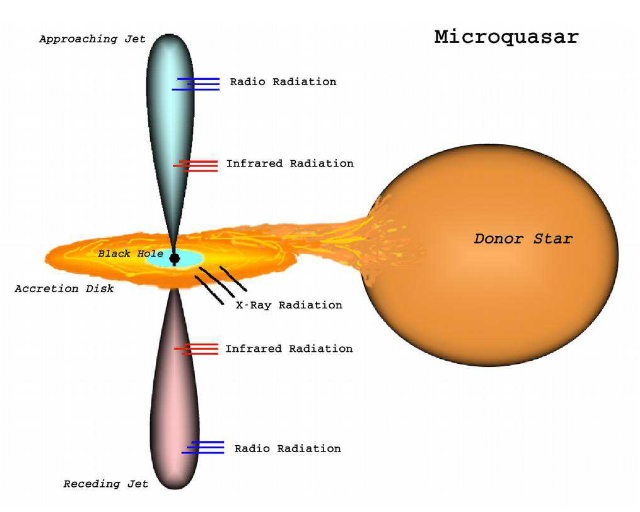 Microquasar
Approaching Jet
Radio Radiation
Infrared Radiation
Donor Star
Black Hole
Accretion Disk
X-Ray Radiation
Infrared Radiation
Radio Radiation
Receding Jet